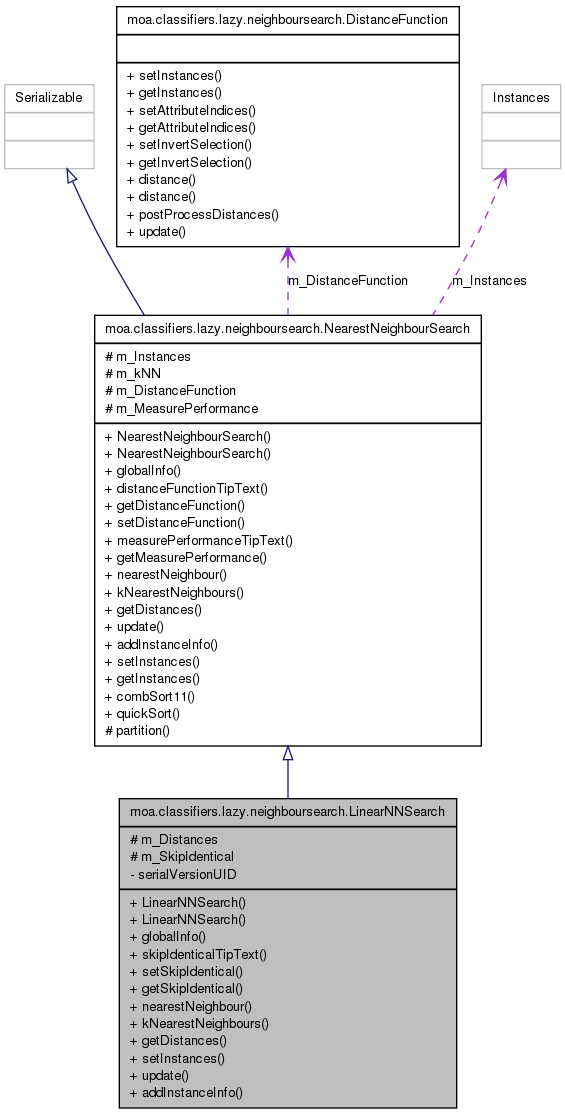 moa.classifiers.lazy.neighboursearch.DistanceFunction
+ setInstances()
+ getInstances()
+ setAttributeIndices()
+ getAttributeIndices()
+ setInvertSelection()
+ getInvertSelection()
+ distance()
+ distance()
+ postProcessDistances()
+ update()
Serializable
Instances
m_DistanceFunction
m_Instances
moa.classifiers.lazy.neighboursearch.NearestNeighbourSearch
# m_Instances
# m_kNN
# m_DistanceFunction
# m_MeasurePerformance
+ NearestNeighbourSearch()
+ NearestNeighbourSearch()
+ globalInfo()
+ distanceFunctionTipText()
+ getDistanceFunction()
+ setDistanceFunction()
+ measurePerformanceTipText()
+ getMeasurePerformance()
+ nearestNeighbour()
+ kNearestNeighbours()
+ getDistances()
+ update()
+ addInstanceInfo()
+ setInstances()
+ getInstances()
+ combSort11()
+ quickSort()
# partition()
moa.classifiers.lazy.neighboursearch.LinearNNSearch
# m_Distances
# m_SkipIdentical
- serialVersionUID
+ LinearNNSearch()
+ LinearNNSearch()
+ globalInfo()
+ skipIdenticalTipText()
+ setSkipIdentical()
+ getSkipIdentical()
+ nearestNeighbour()
+ kNearestNeighbours()
+ getDistances()
+ setInstances()
+ update()
+ addInstanceInfo()